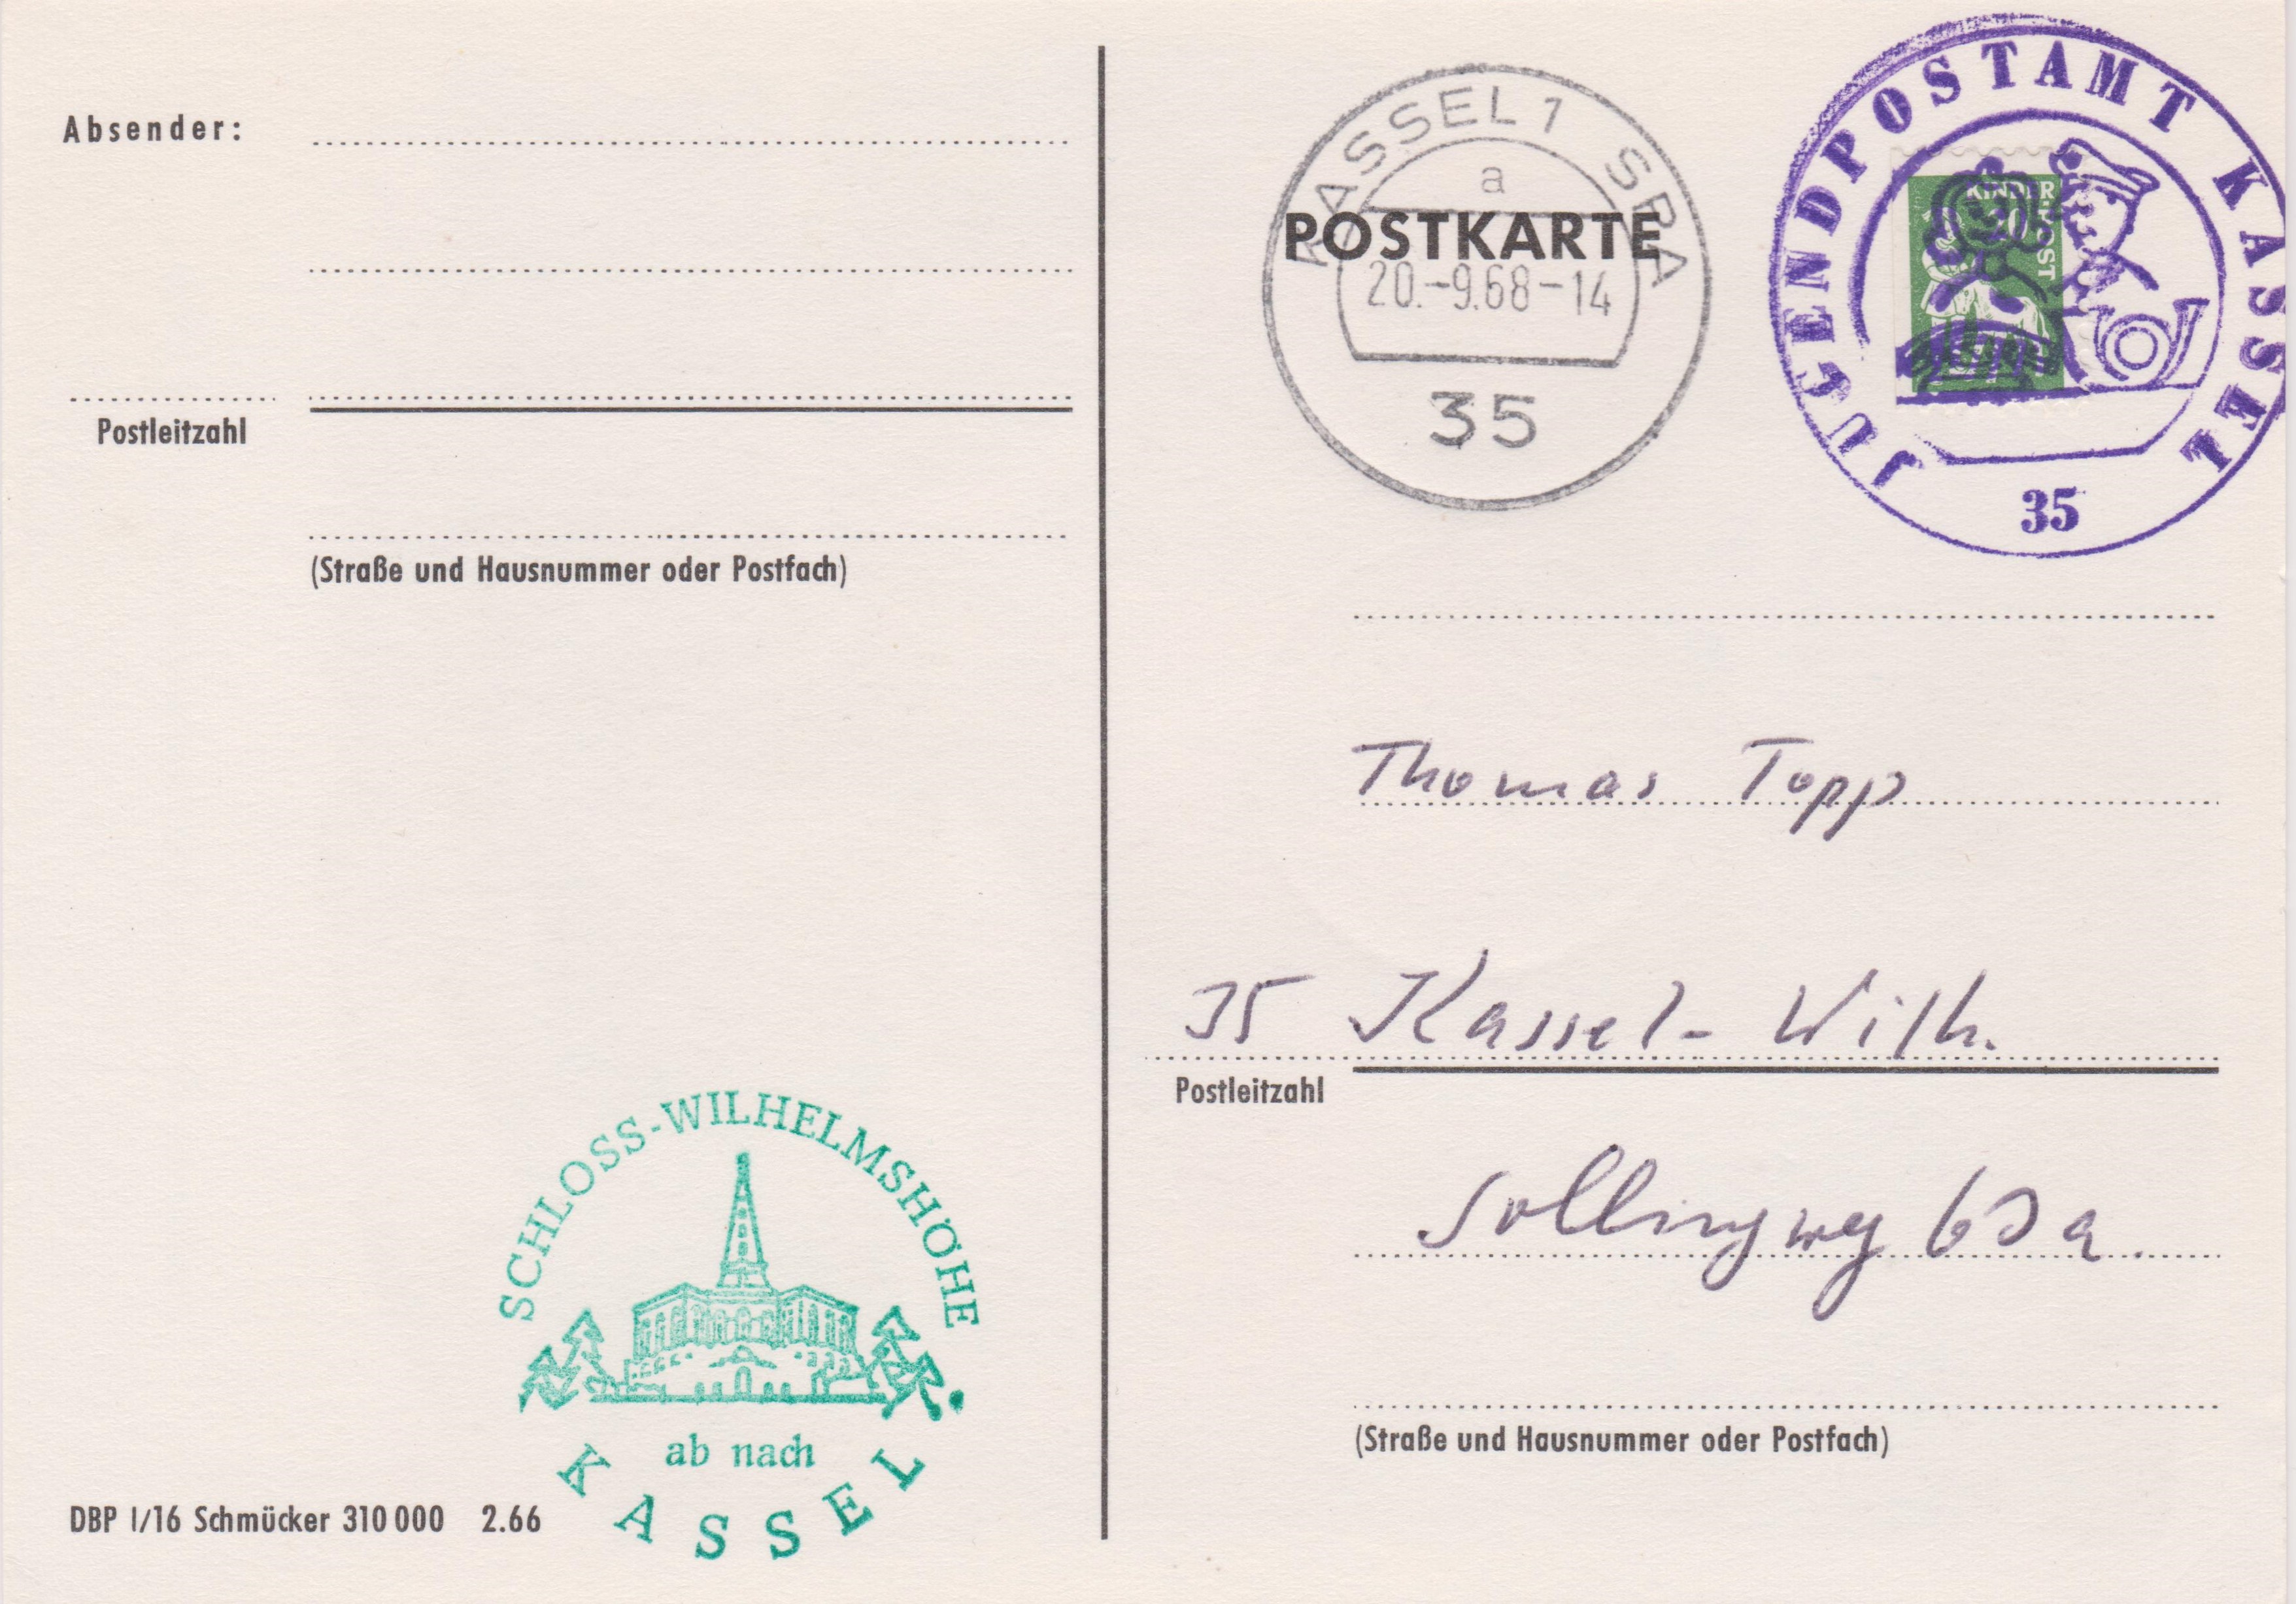 Absender:
Postleitzahl
(Straße und Hausnummer oder Postfach)
SCHLOSS-WILHELMSHÖHE
ab nach
KASSEL
DBP I/16 Schmücker 310 000 2.66
KASSEL 1 SPA
a
POSTKARTE
20.-9.68-14
35
JUGENDPOSTAMT KASSEL
KINDER
POST
35
Thomas Topp
35 Kassel-Wilh.
Postleitzahl
Sollingweg 63a.
(Straße und Hausnummer oder Postfach)